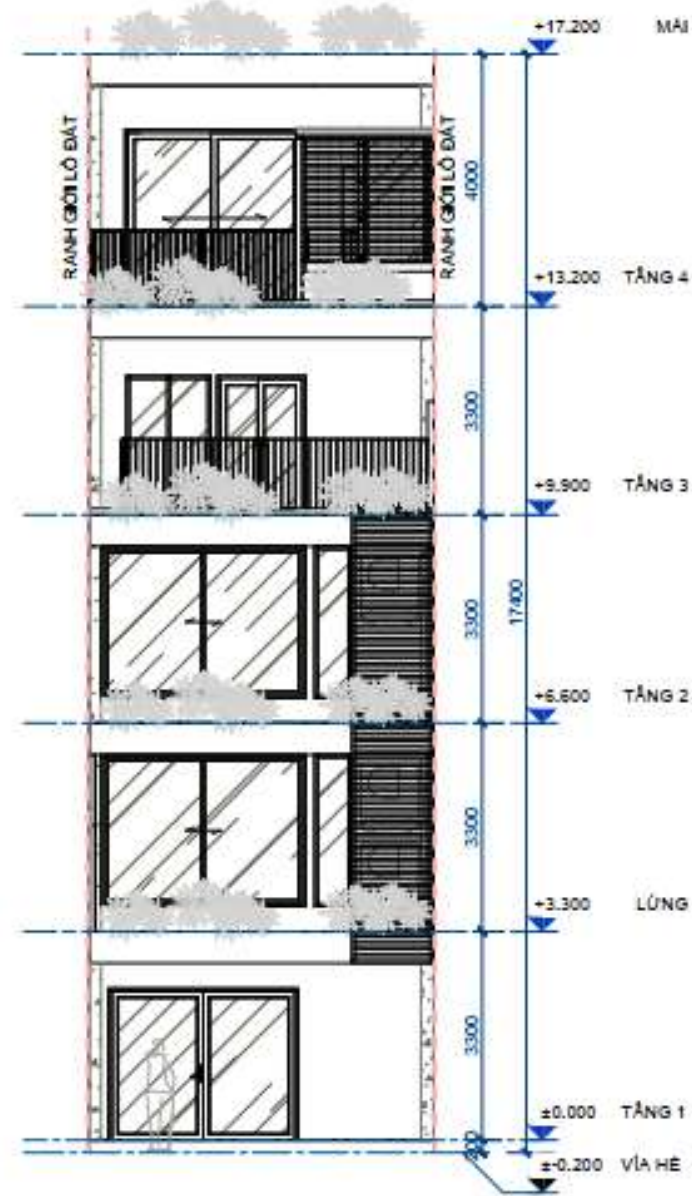 +17.200 MÁI
RANH GIỚI LÔ ĐẤT
RANH GIỚI LÔ ĐẤT
4000
+13.200 TẦNG 4
3300
+9.900 TẦNG 3
3300
17400
+6.600 TẦNG 2
3300
+3.300 LỬNG
3300
±0.000 TẦNG 1
±-0.200 VỈA HÈ